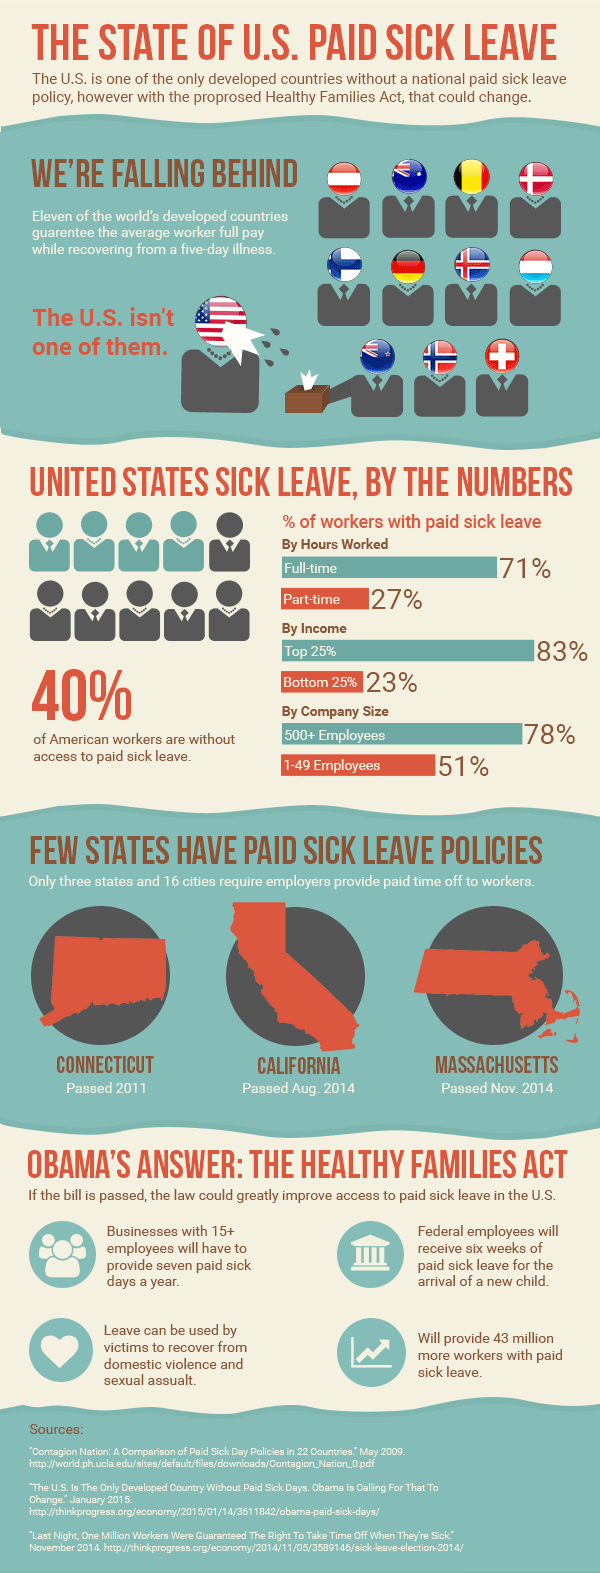 THE STATE OF U.S. PAID SICK LEAVE
The U.S. is one of the only developed countries without a national paid sick leave
policy, however with the proprosed Healthy Families Act, that could change.
WE'RE FALLING BEHIND
Eleven of the world's developed countries
guarentee the average worker full pay
while recovering from a five-day illness.
The U.S. isn't
one of them.
UNITED STATES SICK LEAVE, BY THE NUMBERS
40%
of American workers are without
access to paid sick leave.
% of workers with paid sick leave
By Hours Worked
Full-time 71%
Part-time 27%
By Income
Top 25% 83%
Bottom 25% 23%
By Company Size
500+ Employees 78%
1-49 Employees 51%
FEW STATES HAVE PAID SICK LEAVE POLICIES
Only three states and 16 cities require employers provide paid time off to workers.
CONNECTICUT
Passed 2011
CALIFORNIA
Passed Aug. 2014
MASSACHUSETTS
Passed Nov. 2014
OBAMA'S ANSWER: THE HEALTHY FAMILIES ACT
If the bill is passed, the law could greatly improve access to paid sick leave in the U.S.
Businesses with 15+
employees will have to
provide seven paid sick
days a year.
Federal employees will
receive six weeks of
paid sick leave for the
arrival of a new child.
Leave can be used by
victims to recover from
domestic violence and
sexual assualt.
Will provide 43 million
more workers with paid
sick leave.
Sources:
"Contagion Nation: A Comparison of Paid Sick Day Policies in 22 Countries." May 2009.
http://world.ph.ucla.edu/sites/default/files/downloads/Contagion_Nation_0.pdf
"The U.S. Is The Only Developed Country Without Paid Sick Days. Obama Is Calling For That To
Change." January 2015.
http://thinkprogress.org/economy/2015/01/14/3611842/obama-paid-sick-days/
"Last Night, One Million Workers Were Guaranteed The Right To Take Time Off When They're Sick."
November 2014. http://thinkprogress.org/economy/2014/11/05/3589146/sick-leave-election-2014/